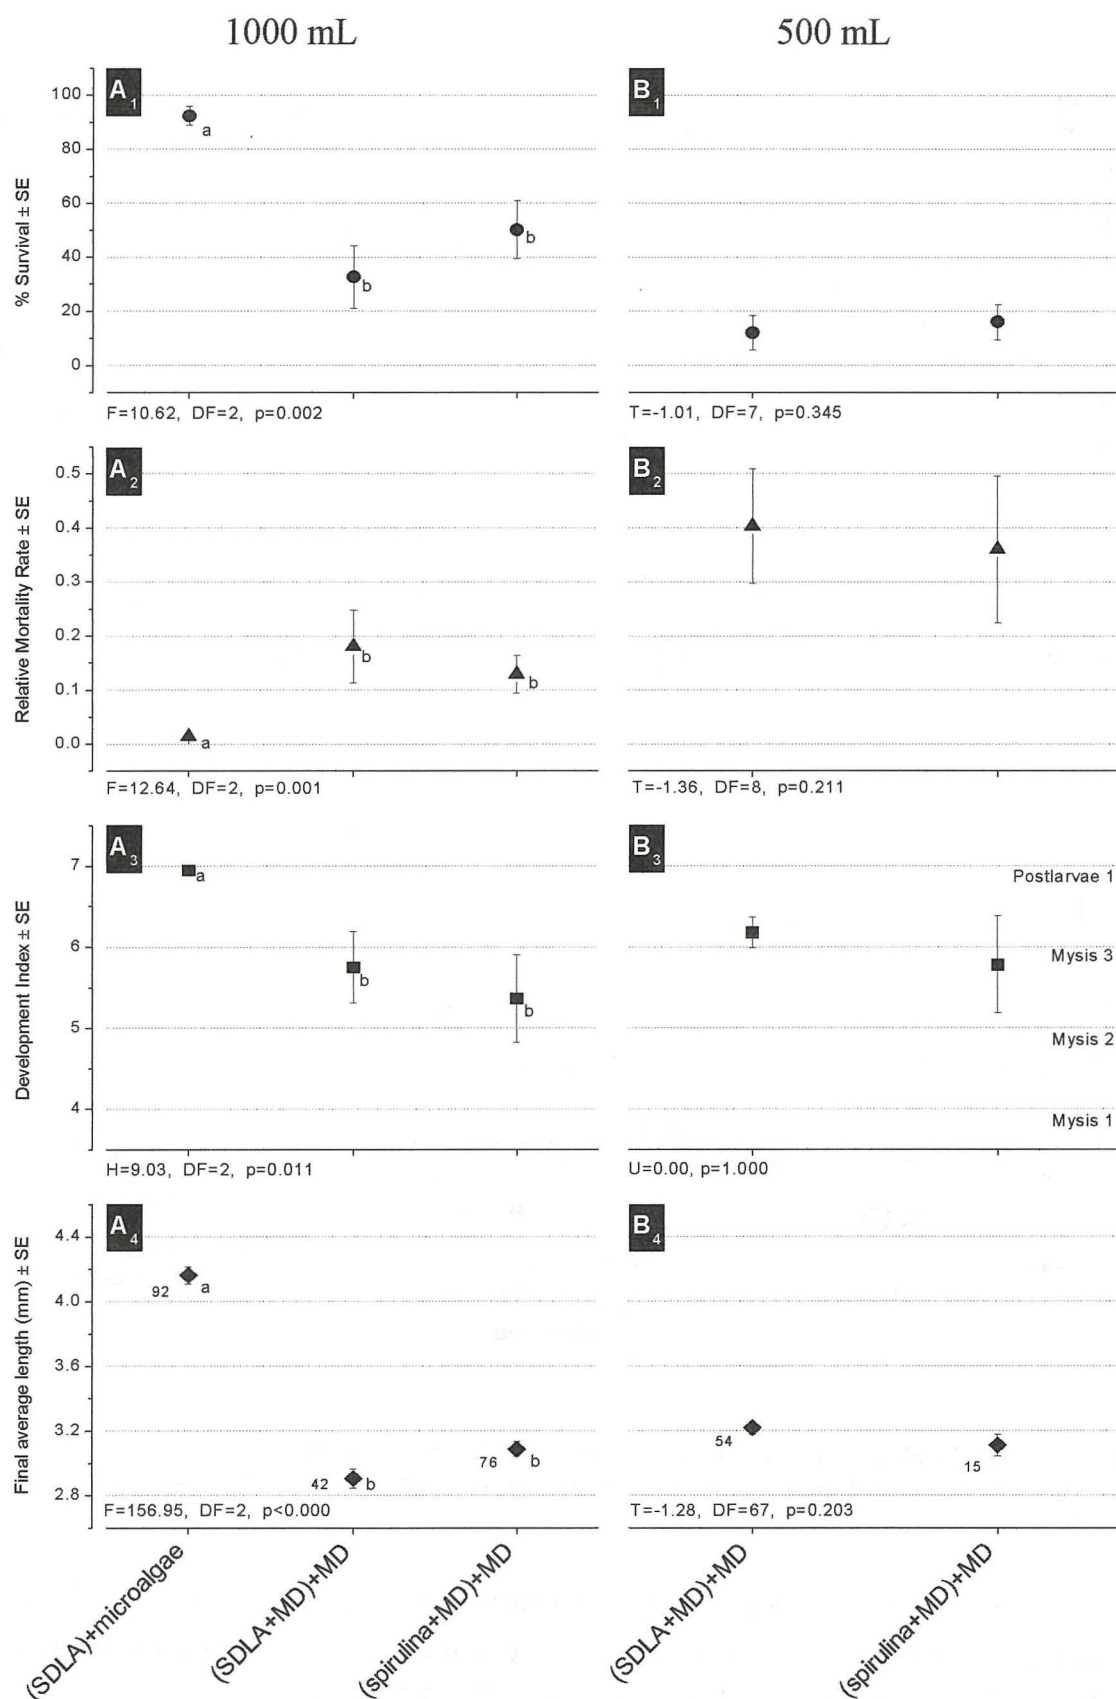 1000 mL
500 mL
A1
B1
% Survival ± SE
100
80
60
40
20
0
a
b
b
F=10.62, DF=2, p=0.002
T=-1.01, DF=7, p=0.345
A2
B2
Relative Mortality Rate ± SE
0.5
0.4
0.3
0.2
0.1
0.0
a
b
b
F=12.64, DF=2, p=0.001
T=-1.36, DF=8, p=0.211
A3
B3
Development Index ± SE
7
6
5
4
a
b
b
Postlarvae 1
Mysis 3
Mysis 2
Mysis 1
H=9.03, DF=2, p=0.011
U=0.00, p=1.000
A4
B4
Final average length (mm) ± SE
4.4
4.0
3.6
3.2
2.8
92
a
42
b
76
b
54
15
F=156.95, DF=2, p<0.000
T=-1.28, DF=67, p=0.203
(SDLA)+microalgae
(SDLA+MD)+MD
(spirulina+MD)+MD
(SDLA+MD)+MD
(spirulina+MD)+MD